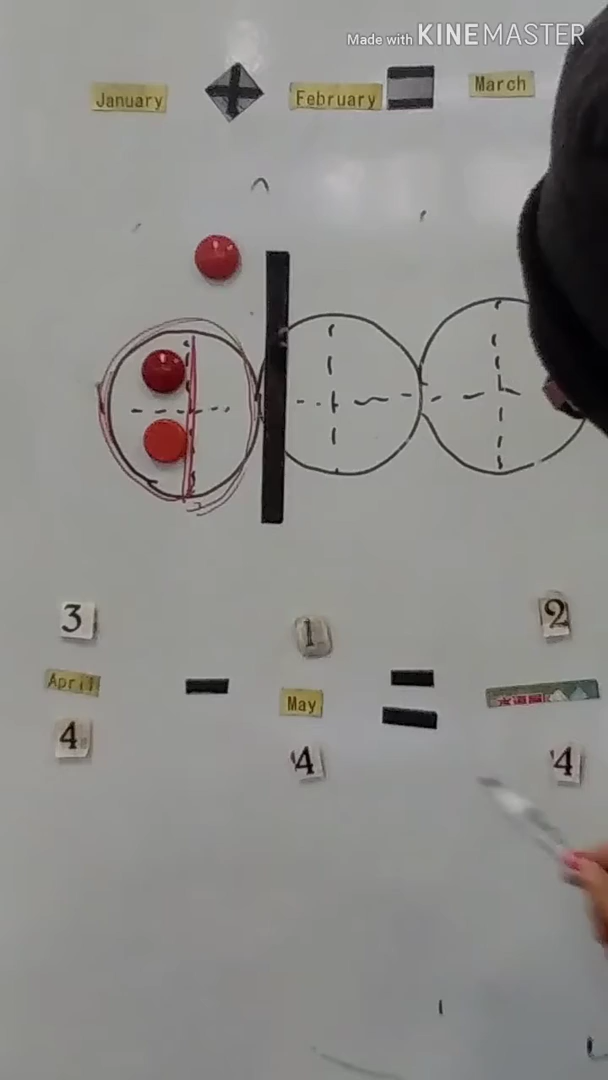 Made with KINEMASTER
January February March
3 1 2
April - May =
4 4 4